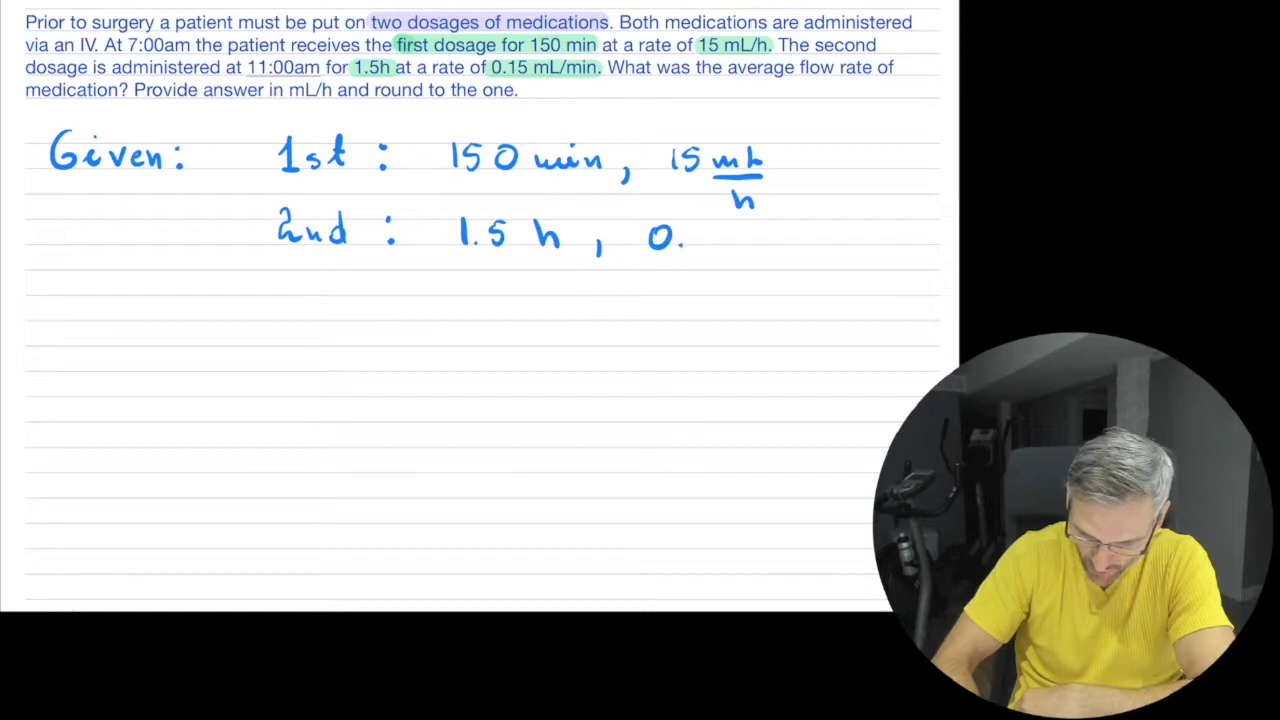 Prior to surgery a patient must be put on two dosages of medications. Both medications are administered
via an IV. At 7:00am the patient receives the first dosage for 150 min at a rate of 15 mL/h. The second
dosage is administered at 11:00am for 1.5h at a rate of 0.15 mL/min. What was the average flow rate of
medication? Provide answer in mL/h and round to the one.
Given: 1st : 150 min, 15 mL/h
2nd : 1.5 h , 0.